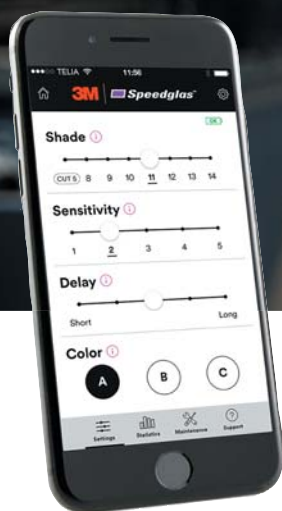 TELIA 11:56
3M Speedglas
OK
Shade
CUT 5 8 9 10 11 12 13 14
Sensitivity
1 2 3 4 5
Delay
Short Long
Color
A B C
Settings Statistics Maintenance Support